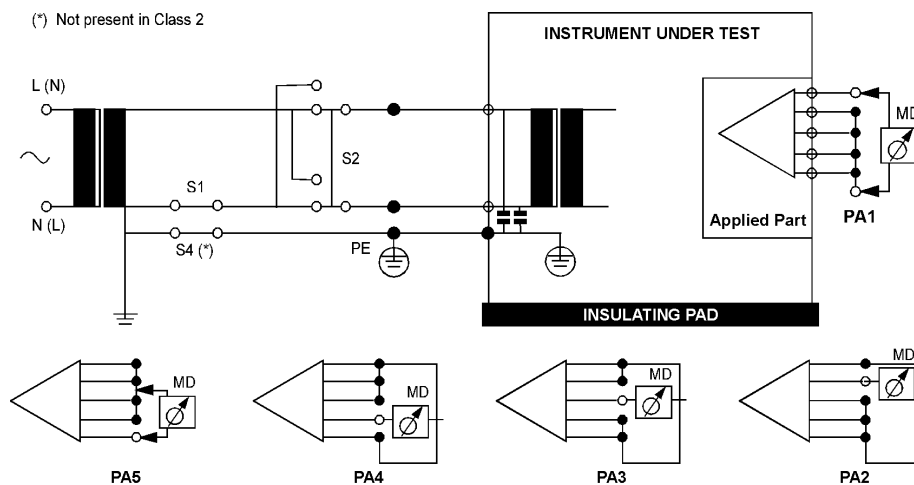 (*) Not present in Class 2
INSTRUMENT UNDER TEST
L (N)
MD
S2
S1
N (L)
Applied Part
PA1
S4 (*)
PE
INSULATING PAD
MD
MD
MD
MD
PA5
PA4
PA3
PA2